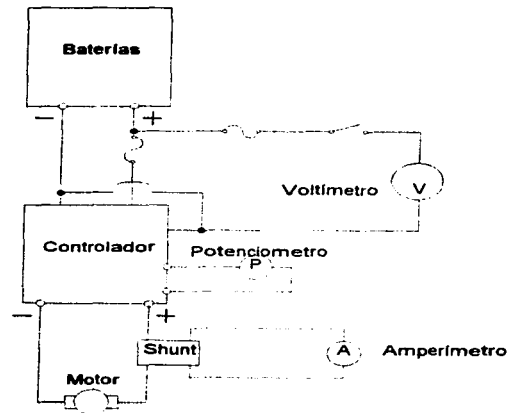 Baterías
− +
Voltímetro V
Controlador
Potenciometro
P
− +
Shunt A Amperímetro
Motor